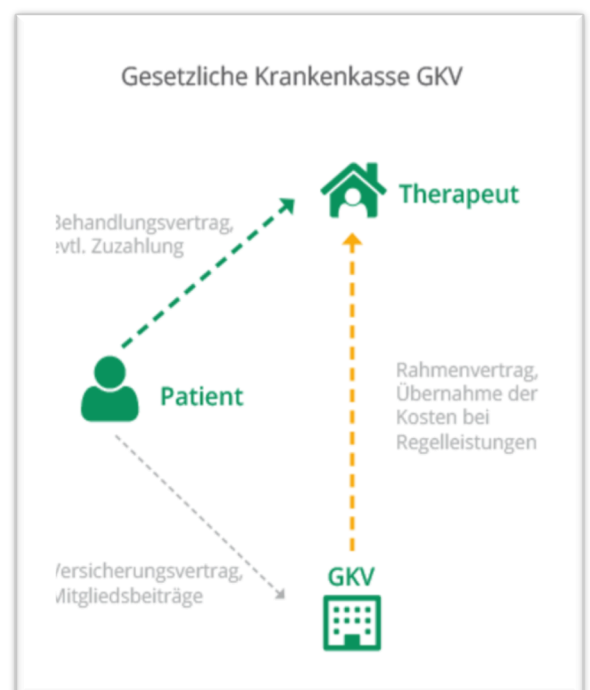 Gesetzliche Krankenkasse GKV
Therapeut
Behandlungsvertrag,
evtl. Zuzahlung
Patient
Rahmenvertrag,
Übernahme der
Kosten bei
Regelleistungen
Versicherungsvertrag,
Mitgliedsbeiträge
GKV